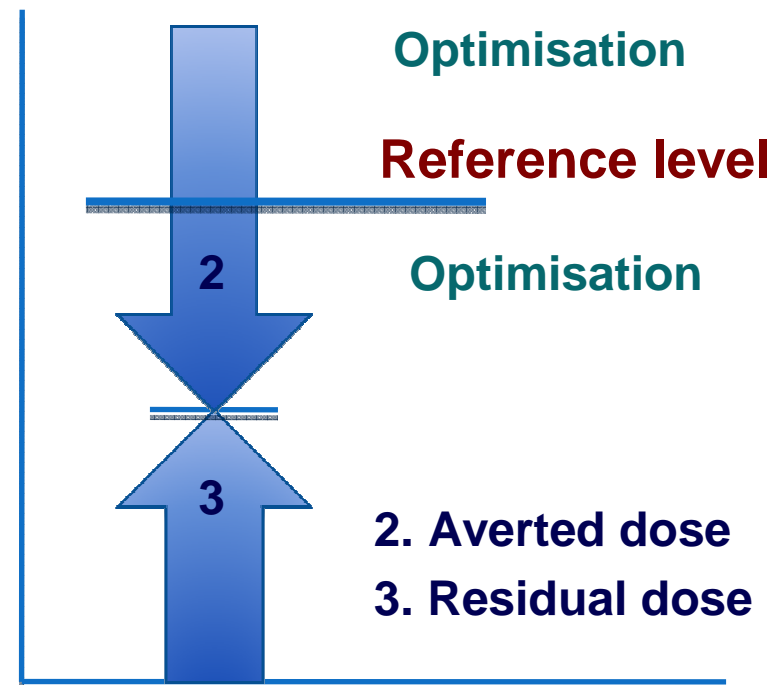 Optimisation
Reference level
2
Optimisation
3
2. Averted dose
3. Residual dose